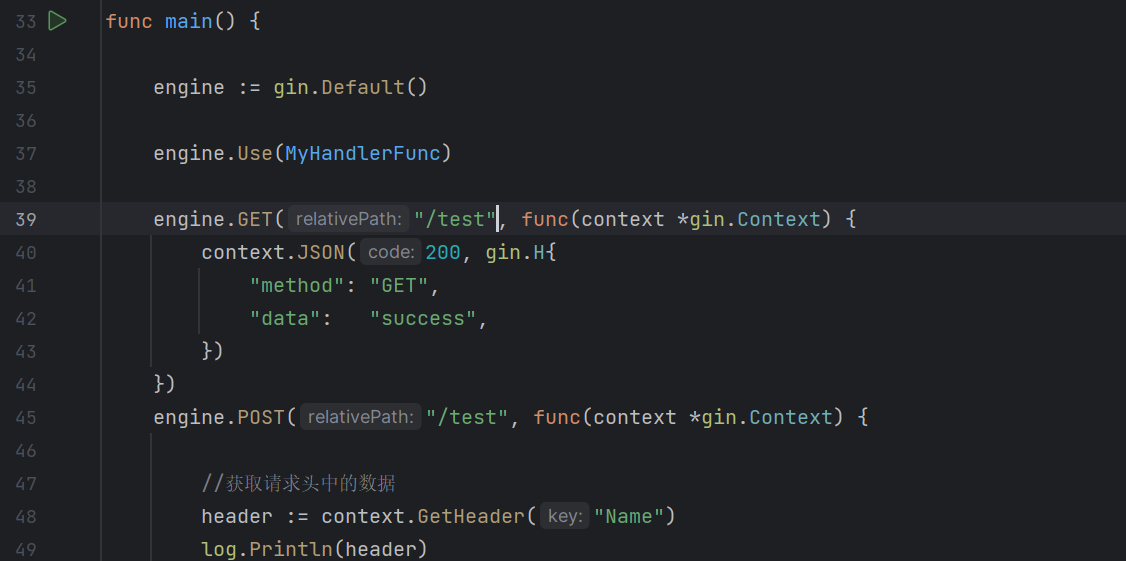 33 func main() {
34
35 engine := gin.Default()
36
37 engine.Use(MyHandlerFunc)
38
39 engine.GET( relativePath: "/test", func(context *gin.Context) {
40 context.JSON( code: 200, gin.H{
41 "method": "GET",
42 "data":   "success",
43 })
44 })
45 engine.POST( relativePath: "/test", func(context *gin.Context) {
46
47 //获取请求头中的数据
48 header := context.GetHeader( key: "Name")
49 log.Println(header)